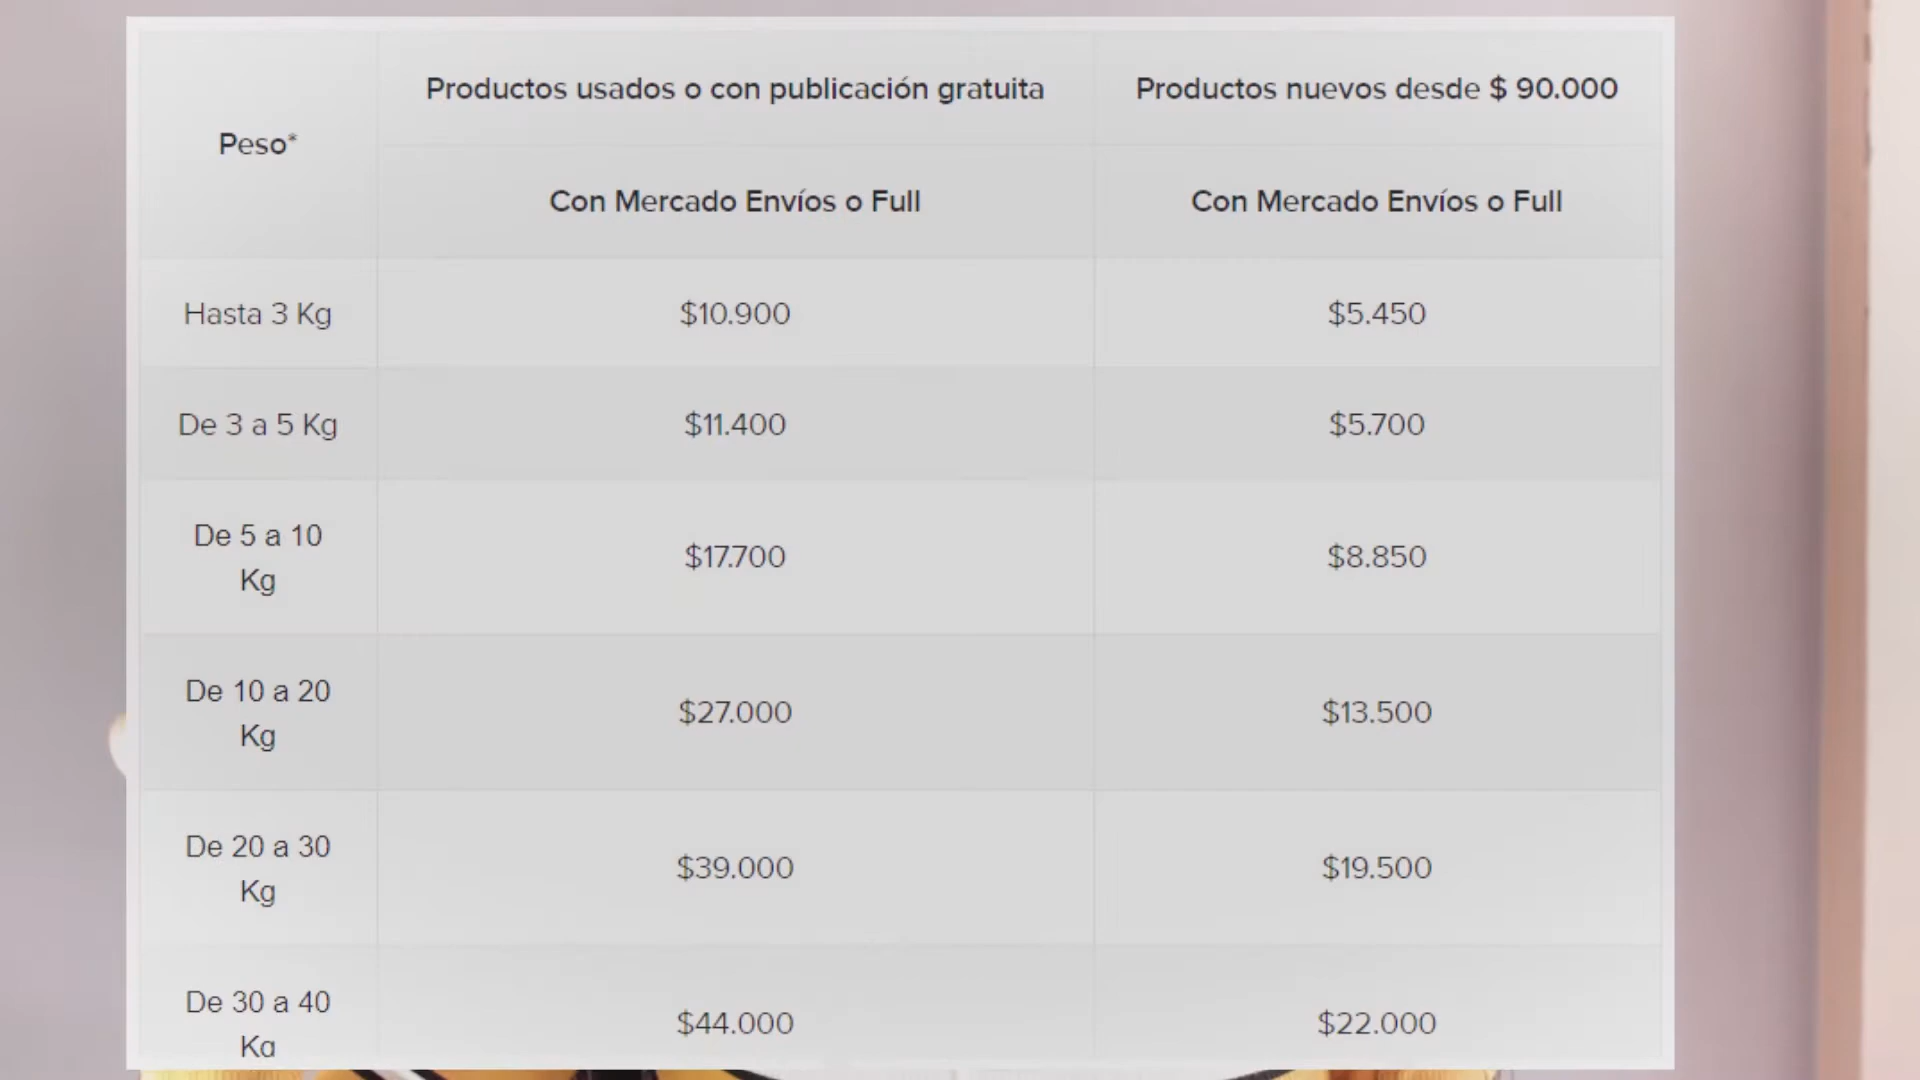 Peso*
Productos usados o con publicación gratuita
Productos nuevos desde $ 90.000
Con Mercado Envíos o Full
Con Mercado Envíos o Full
Hasta 3 Kg
$10.900
$5.450
De 3 a 5 Kg
$11.400
$5.700
De 5 a 10
Kg
$17.700
$8.850
De 10 a 20
Kg
$27.000
$13.500
De 20 a 30
Kg
$39.000
$19.500
De 30 a 40
Kg
$44.000
$22.000